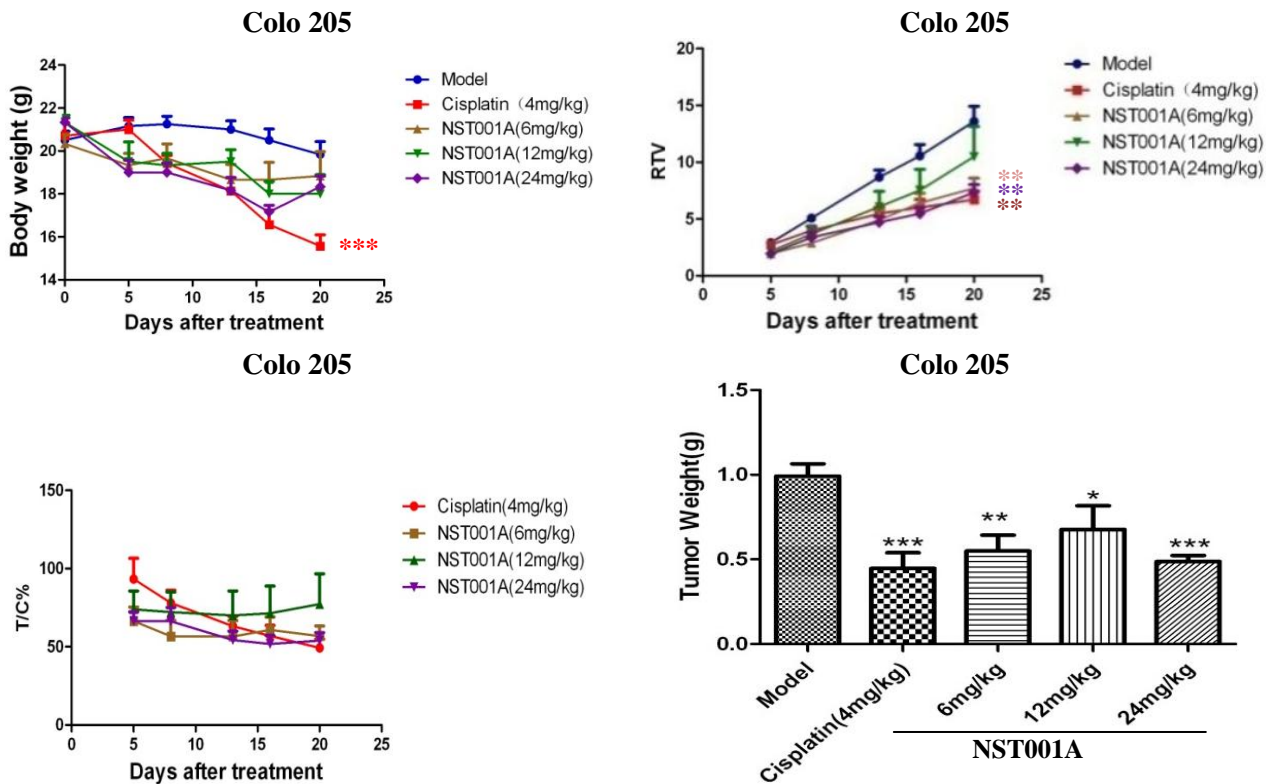 Colo 205
24
22
20
18
16
14
Body weight (g)
0
5
10
15
20
25
Days after treatment
Model
Cisplatin（4mg/kg)
NST001A(6mg/kg)
NST001A(12mg/kg)
NST001A(24mg/kg)
***
Colo 205
20
15
10
5
0
RTV
0
5
10
15
20
25
Days after treatment
Model
Cisplatin（4mg/kg)
NST001A(6mg/kg)
NST001A(12mg/kg)
NST001A(24mg/kg)
**
**
**
Colo 205
150
100
50
0
T/C%
0
5
10
15
20
25
Days after treatment
Cisplatin(4mg/kg)
NST001A(6mg/kg)
NST001A(12mg/kg)
NST001A(24mg/kg)
Colo 205
1.5
1.0
0.5
0.0
Tumor Weight(g)
***
**
*
***
Model
Cisplatin(4mg/kg)
6mg/kg
12mg/kg
24mg/kg
NST001A